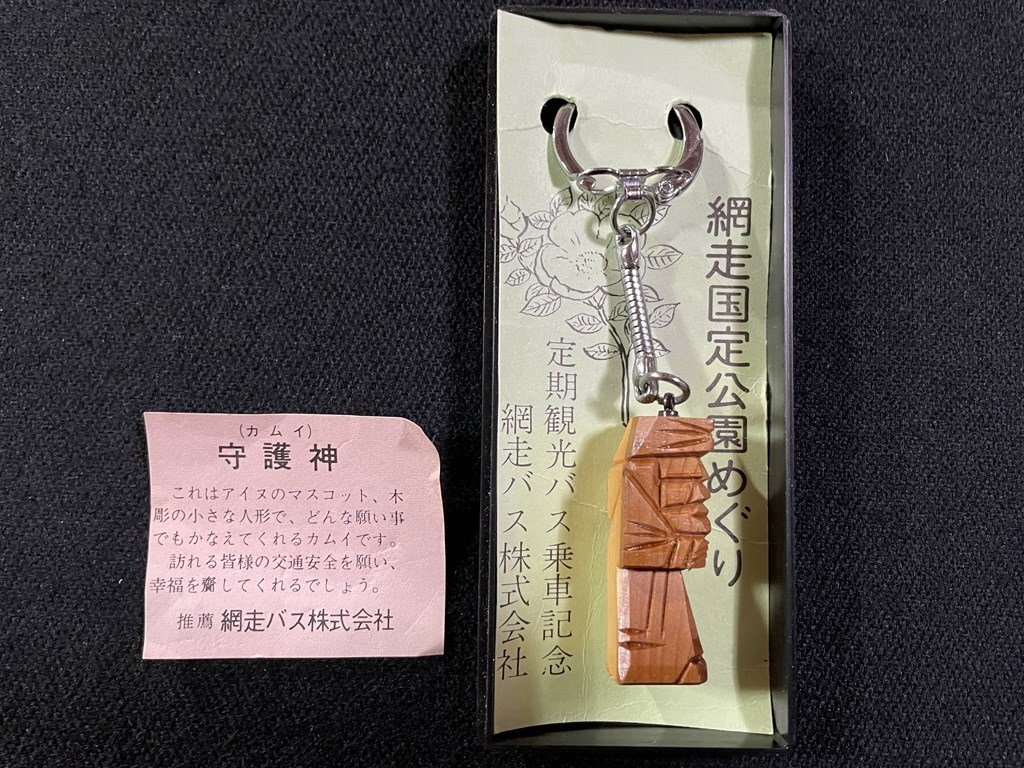 (カムイ)
守護神
これはアイヌのマスコット、木
彫の小さな人形で、どんな願い事
でもかなえてくれるカムイです。
訪れる皆様の交通安全を願い、
幸福を齎してくれるでしょう。
推薦 網走バス株式会社
網走国定公園めぐり
定期観光バス乗車記念
網走バス株式会社